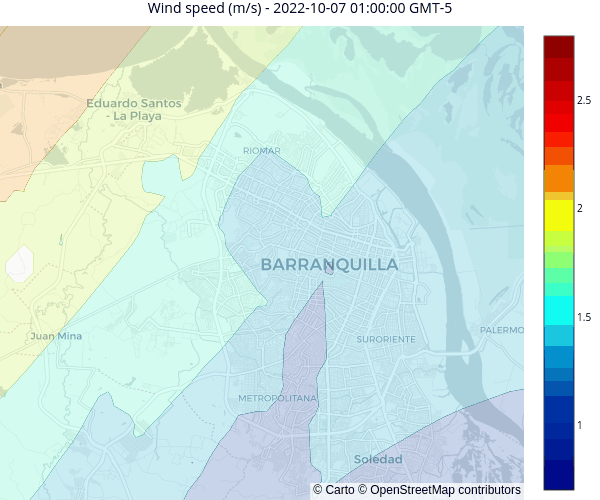 Wind speed (m/s) - 2022-10-07 01:00:00 GMT-5
Eduardo Santos
- La Playa
RIOMAR
BARRANQUILLA
Juan Mina
SURORIENTE
PALERMO
METROPOLITANA
Soledad
© Carto © OpenStreetMap contributors
2.5
2
1.5
1